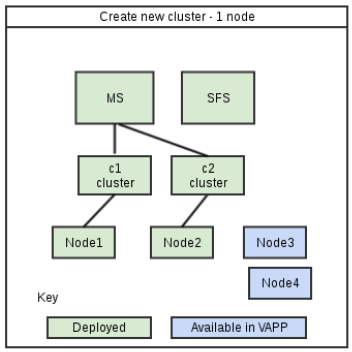 Create new cluster - 1 node
MS
SFS
c1
cluster
c2
cluster
Node1
Node2
Node3
Node4
Key
Deployed
Available in VAPP